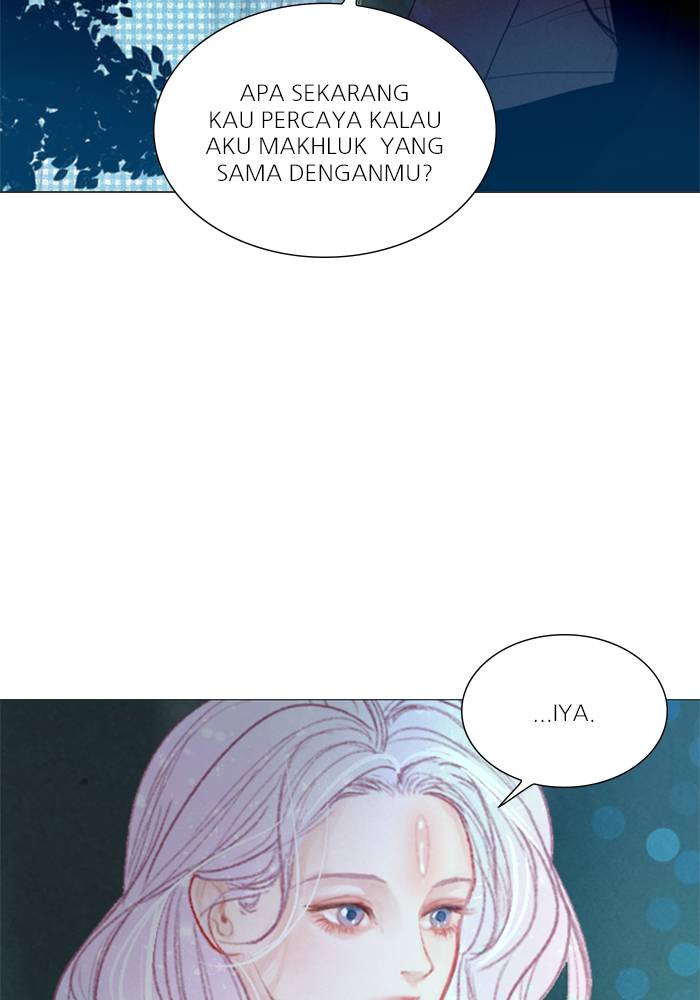 APA SEKARANG
KAU PERCAYA KALAU
AKU MAKHLUK YANG
SAMA DENGANMU?
...IYA.